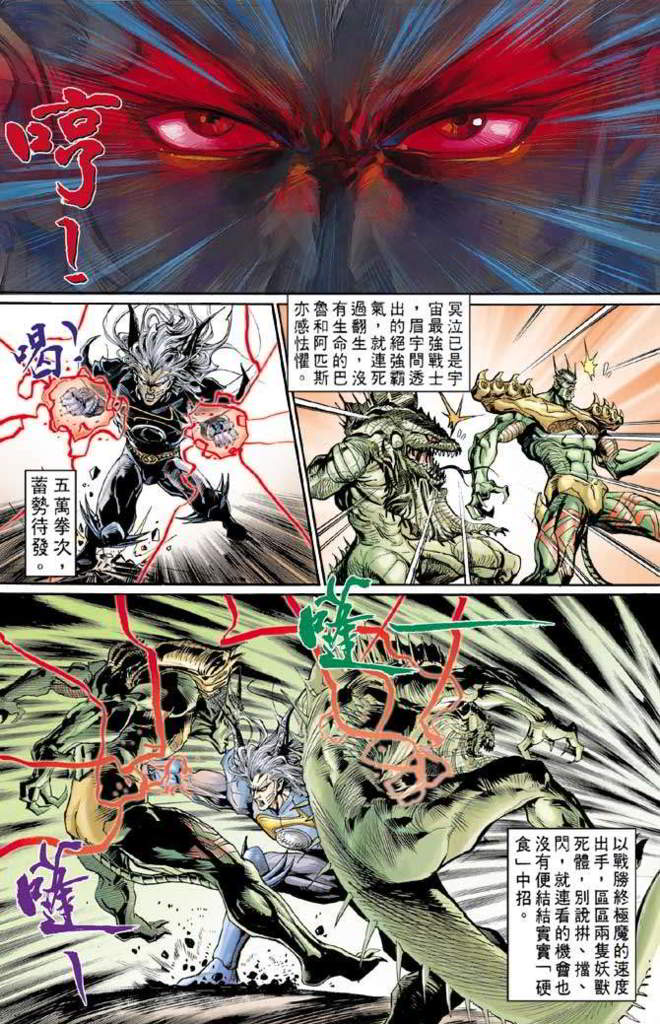 哼!
冥泣已是宇
宙最強戰士
，眉宇間透
出的絕強霸
氣，就連死
過翻生，沒
有生命的巴
魯和亞匹斯
亦感怯懼。
喝!
五萬拳次，
蓄勢待發。
嘭
嘭
以戰勝終極魔的速度
出手，區區兩隻妖獸
死體，別說拼、擋、
閃，就連看的機會也
沒有便結結實實「硬
食」中招。